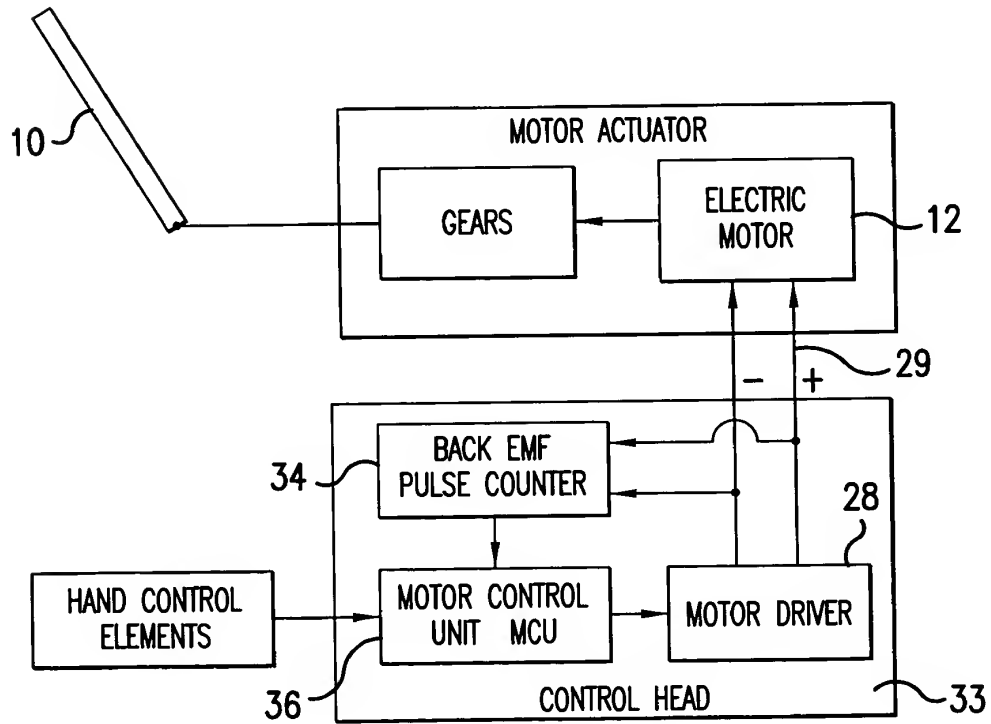 10
MOTOR ACTUATOR
GEARS
ELECTRIC
MOTOR
12
29
- +
34
BACK EMF
PULSE COUNTER
28
HAND CONTROL
ELEMENTS
MOTOR CONTROL
UNIT MCU
MOTOR DRIVER
36
CONTROL HEAD
33